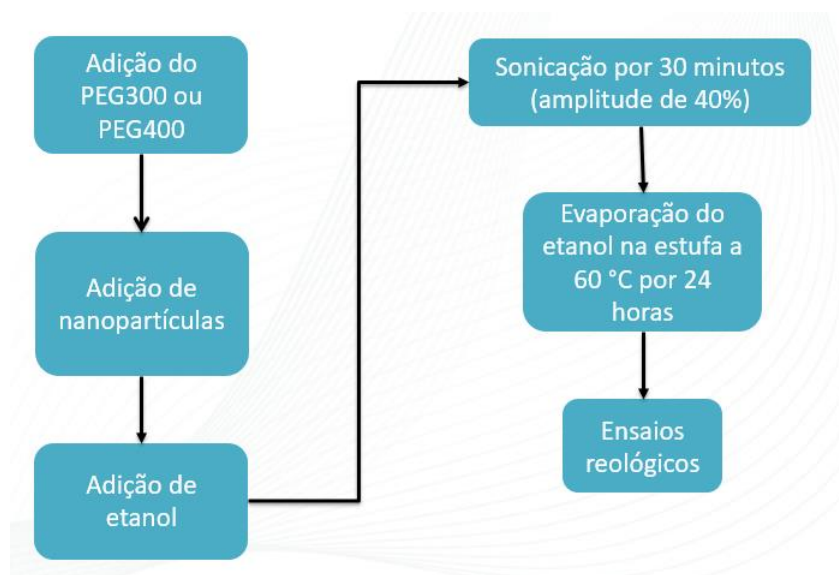 Adição do
PEG300 ou
PEG400
Adição de
nanopartículas
Adição de
etanol
Sonicação por 30 minutos
(amplitude de 40%)
Evaporação do
etanol na estufa a
60 °C por 24
horas
Ensaios
reológicos